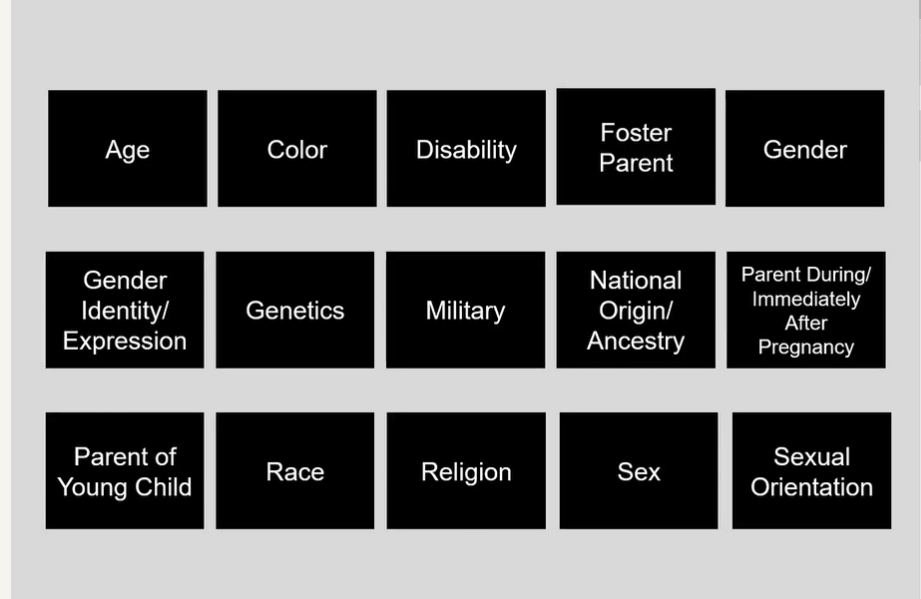 Age
Color
Disability
Foster
Parent
Gender
Gender
Identity/
Expression
Genetics
Military
National
Origin/
Ancestry
Parent During/
Immediately
After
Pregnancy
Parent of
Young Child
Race
Religion
Sex
Sexual
Orientation